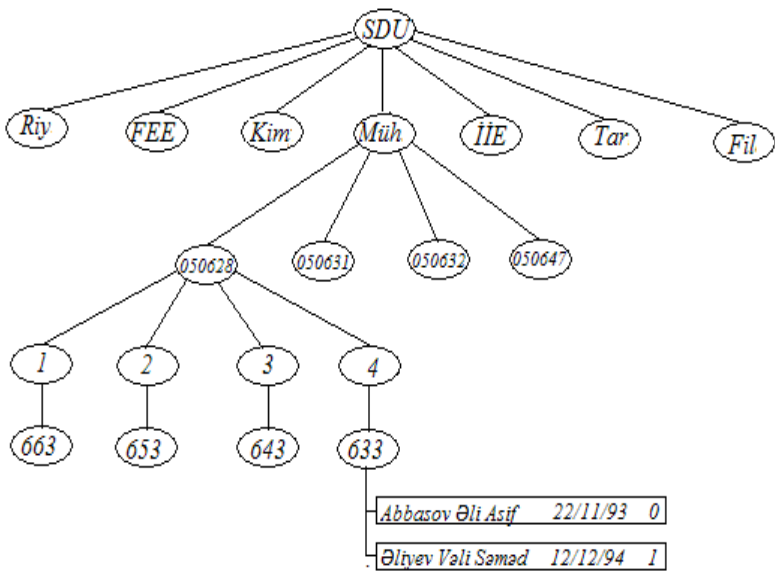 SDU
Riy FEE Kim Müh İİE Tar Fil
050628 050631 050632 050647
1 2 3 4
663 653 643 633
Abbasov Əli Asif 22/11/93 0
Əliyev Vəli Səməd 12/12/94 1